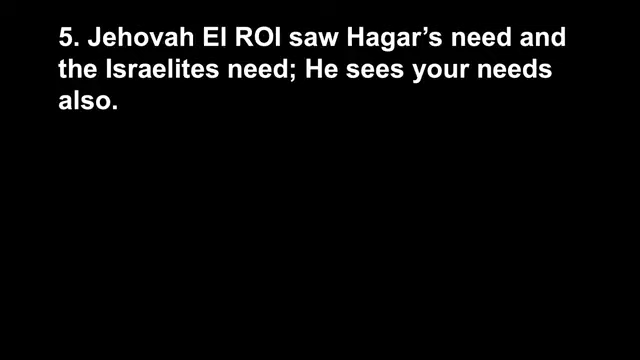 5. Jehovah El ROI saw Hagar’s need and
the Israelites need; He sees your needs
also.